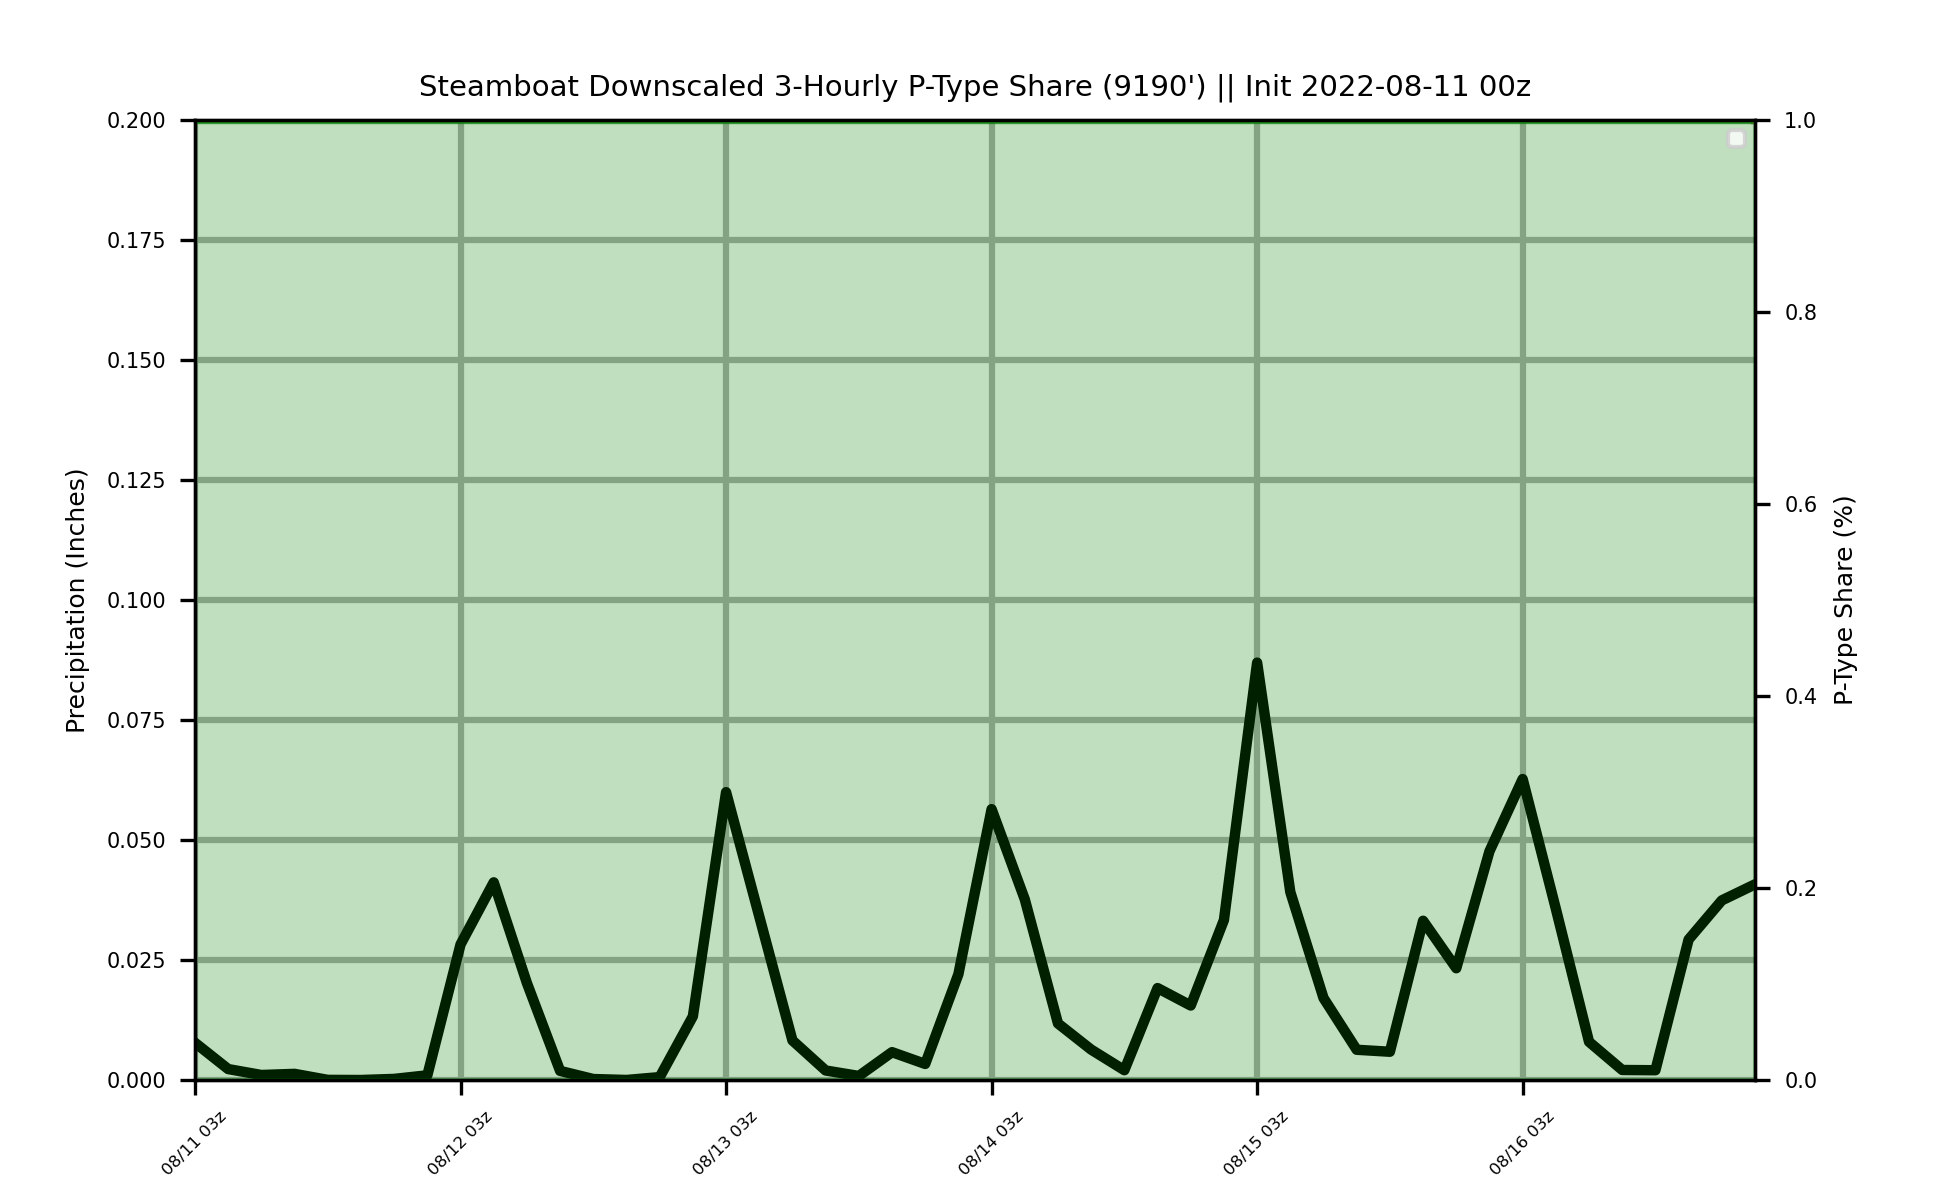 Steamboat Downscaled 3-Hourly P-Type Share (9190') || Init 2022-08-11 00z
Precipitation (Inches)
0.200
0.175
0.150
0.125
0.100
0.075
0.050
0.025
0.000
1.0
0.8
0.6
0.4
0.2
0.0
P-Type Share (%)
08/11 03z
08/12 03z
08/13 03z
08/14 03z
08/15 03z
08/16 03z